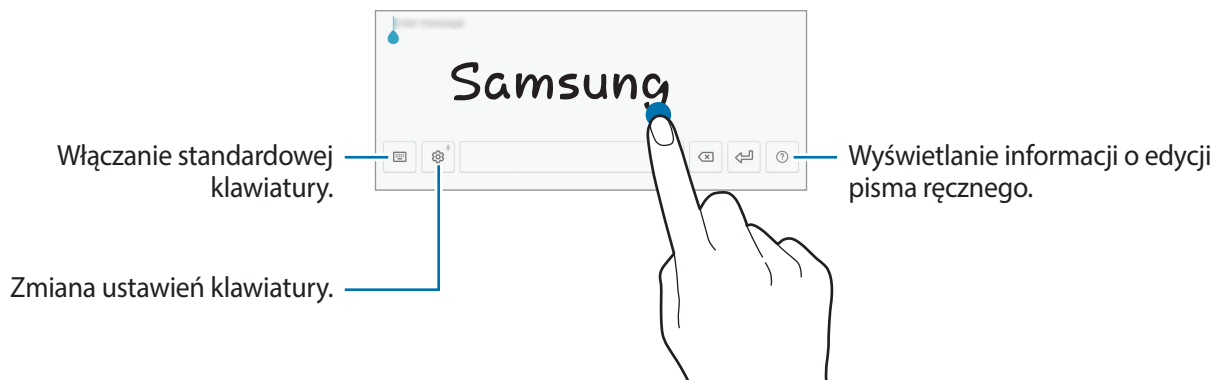 Samsung
Włączanie standardowej
klawiatury.
Wyświetlanie informacji o edycji
pisma ręcznego.
Zmiana ustawień klawiatury.